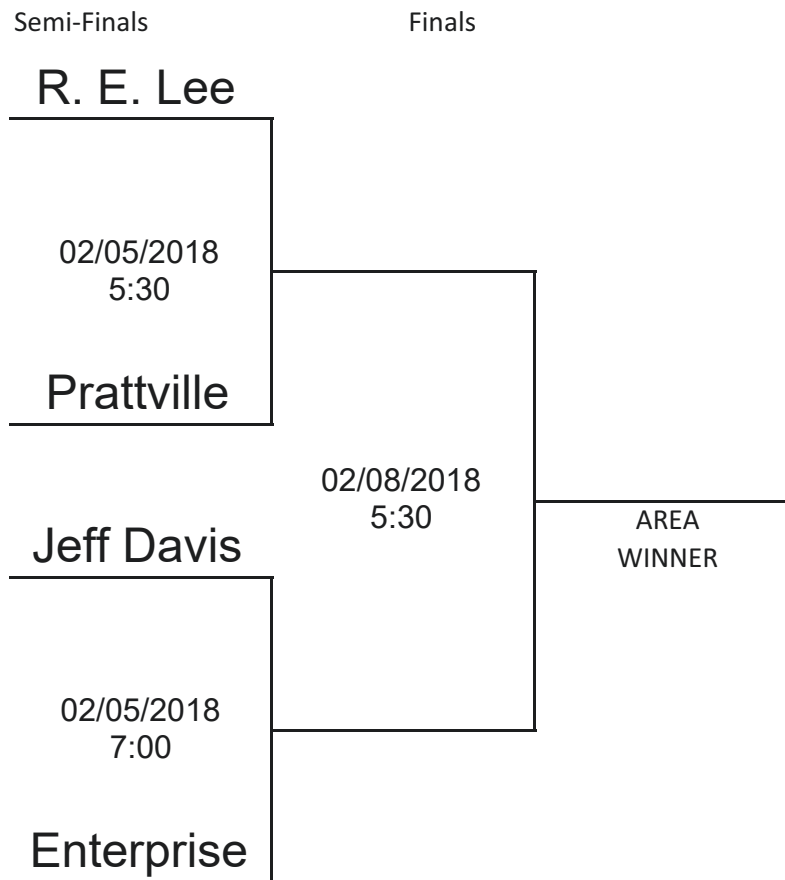 Semi-Finals
Finals
R. E. Lee
02/05/2018
5:30
Prattville
02/08/2018
5:30
AREA
WINNER
Jeff Davis
02/05/2018
7:00
Enterprise